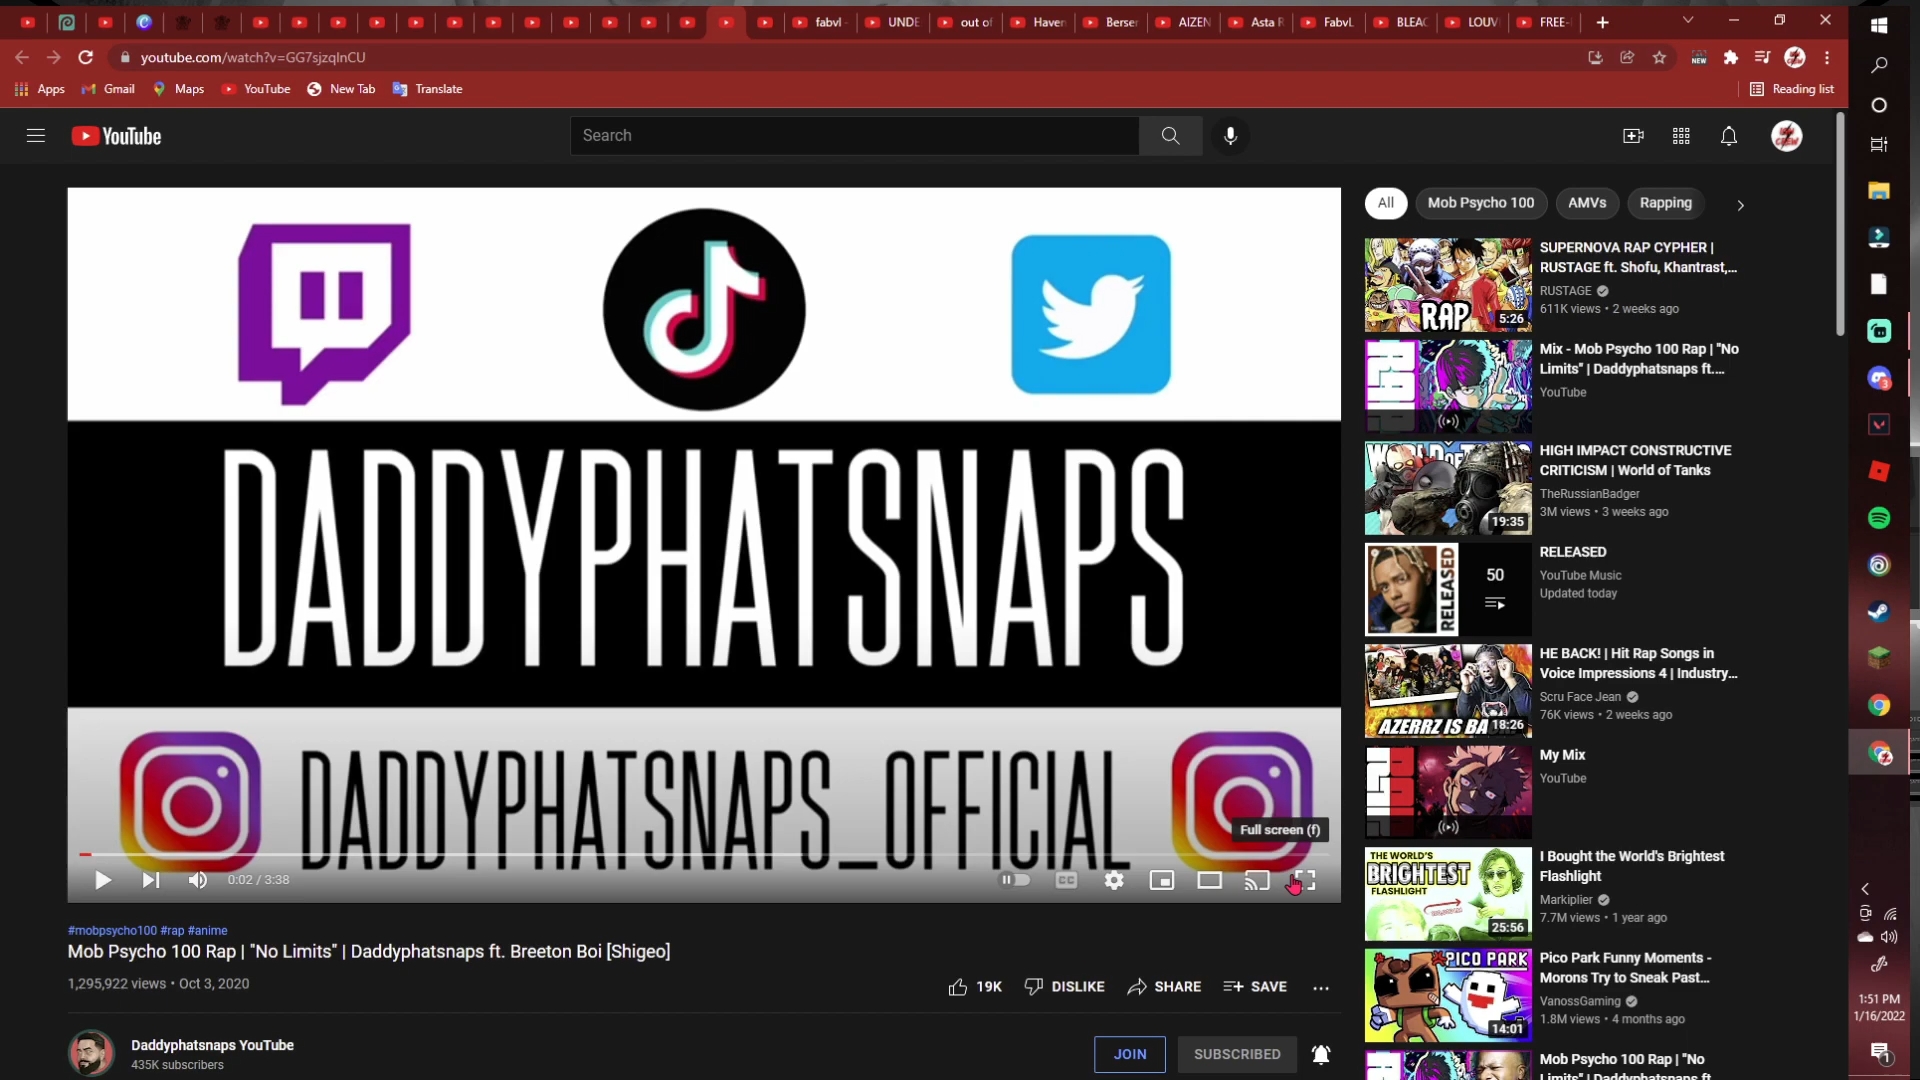 fabvl -
UNDE
out of
Haven
Berser
AIZEN
Asta R
FabvL
BLEAC
LOUV
FREE-
youtube.com/watch?v=GG7sjzqInCU
NEW
Apps
Gmail
Maps
YouTube
New Tab
Translate
Reading list
YouTube
Search
All
Mob Psycho 100
AMVs
Rapping
DADDYPHATSNAPS
DADDYPHATSNAPS_OFFICIAL
Full screen (f)
0:02 / 3:38
CC
#mobpsycho100 #rap #anime
Mob Psycho 100 Rap | "No Limits" | Daddyphatsnaps ft. Breeton Boi [Shigeo]
1,295,922 views • Oct 3, 2020
19K
DISLIKE
SHARE
SAVE
Daddyphatsnaps YouTube
435K subscribers
JOIN
SUBSCRIBED
RAP
5:26
SUPERNOVA RAP CYPHER |
RUSTAGE ft. Shofu, Khantrast,...
RUSTAGE
611K views • 2 weeks ago
Mix - Mob Psycho 100 Rap | "No
Limits" | Daddyphatsnaps ft....
YouTube
19:35
HIGH IMPACT CONSTRUCTIVE
CRITICISM | World of Tanks
TheRussianBadger
3M views • 3 weeks ago
RELEASED
50
RELEASED
YouTube Music
Updated today
AZERRZ IS BA
18:26
HE BACK! | Hit Rap Songs in
Voice Impressions 4 | Industry...
Scru Face Jean
76K views • 2 weeks ago
My Mix
YouTube
THE WORLD'S
BRIGHTEST
FLASHLIGHT
25:56
I Bought the World's Brightest
Flashlight
Markiplier
7.7M views • 1 year ago
PICO PARK
14:01
Pico Park Funny Moments -
Morons Try to Sneak Past...
VanossGaming
1.8M views • 4 months ago
Mob Psycho 100 Rap | "No
Limits" | Daddyphatsnaps ft
3
1:51 PM
1/16/2022
1